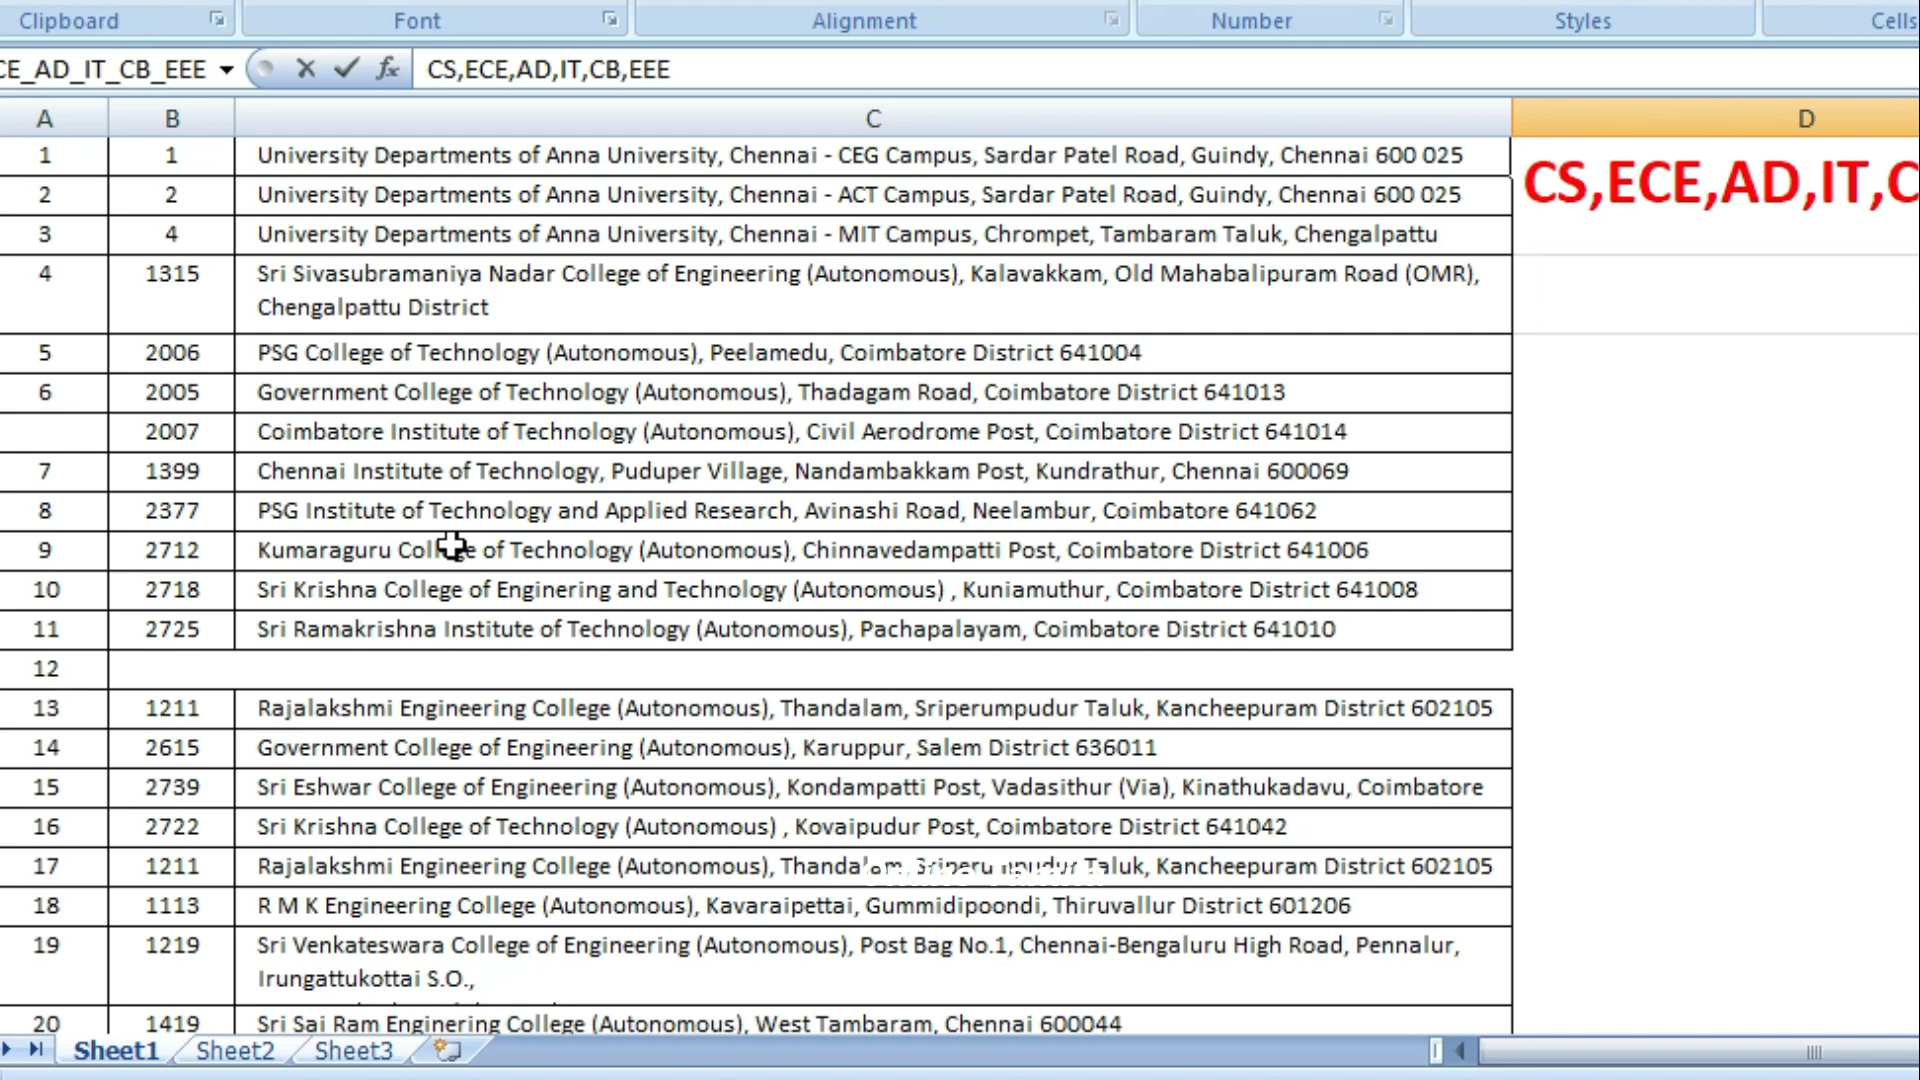 Clipboard Font Alignment Number Styles Cells
CE_AD_IT_CB_EEE fx CS,ECE,AD,IT,CB,EEE
A B C D
1 1 University Departments of Anna University, Chennai - CEG Campus, Sardar Patel Road, Guindy, Chennai 600 025
CS,ECE,AD,IT,C
2 2 University Departments of Anna University, Chennai - ACT Campus, Sardar Patel Road, Guindy, Chennai 600 025
3 4 University Departments of Anna University, Chennai - MIT Campus, Chrompet, Tambaram Taluk, Chengalpattu
4 1315 Sri Sivasubramaniya Nadar College of Engineering (Autonomous), Kalavakkam, Old Mahabalipuram Road (OMR),
Chengalpattu District
5 2006 PSG College of Technology (Autonomous), Peelamedu, Coimbatore District 641004
6 2005 Government College of Technology (Autonomous), Thadagam Road, Coimbatore District 641013
2007 Coimbatore Institute of Technology (Autonomous), Civil Aerodrome Post, Coimbatore District 641014
7 1399 Chennai Institute of Technology, Puduper Village, Nandambakkam Post, Kundrathur, Chennai 600069
8 2377 PSG Institute of Technology and Applied Research, Avinashi Road, Neelambur, Coimbatore 641062
9 2712 Kumaraguru College of Technology (Autonomous), Chinnavedampatti Post, Coimbatore District 641006
10 2718 Sri Krishna College of Enginering and Technology (Autonomous) , Kuniamuthur, Coimbatore District 641008
11 2725 Sri Ramakrishna Institute of Technology (Autonomous), Pachapalayam, Coimbatore District 641010
12
13 1211 Rajalakshmi Engineering College (Autonomous), Thandalam, Sriperumpudur Taluk, Kancheepuram District 602105
14 2615 Government College of Engineering (Autonomous), Karuppur, Salem District 636011
15 2739 Sri Eshwar College of Engineering (Autonomous), Kondampatti Post, Vadasithur (Via), Kinathukadavu, Coimbatore
16 2722 Sri Krishna College of Technology (Autonomous) , Kovaipudur Post, Coimbatore District 641042
17 1211 Rajalakshmi Engineering College (Autonomous), Thandalam, Sriperumpudur Taluk, Kancheepuram District 602105
18 1113 R M K Engineering College (Autonomous), Kavaraipettai, Gummidipoondi, Thiruvallur District 601206
19 1219 Sri Venkateswara College of Engineering (Autonomous), Post Bag No.1, Chennai-Bengaluru High Road, Pennalur,
Irungattukottai S.O.,
20 1419 Sri Sai Ram Enginering College (Autonomous), West Tambaram, Chennai 600044
Sheet1 Sheet2 Sheet3